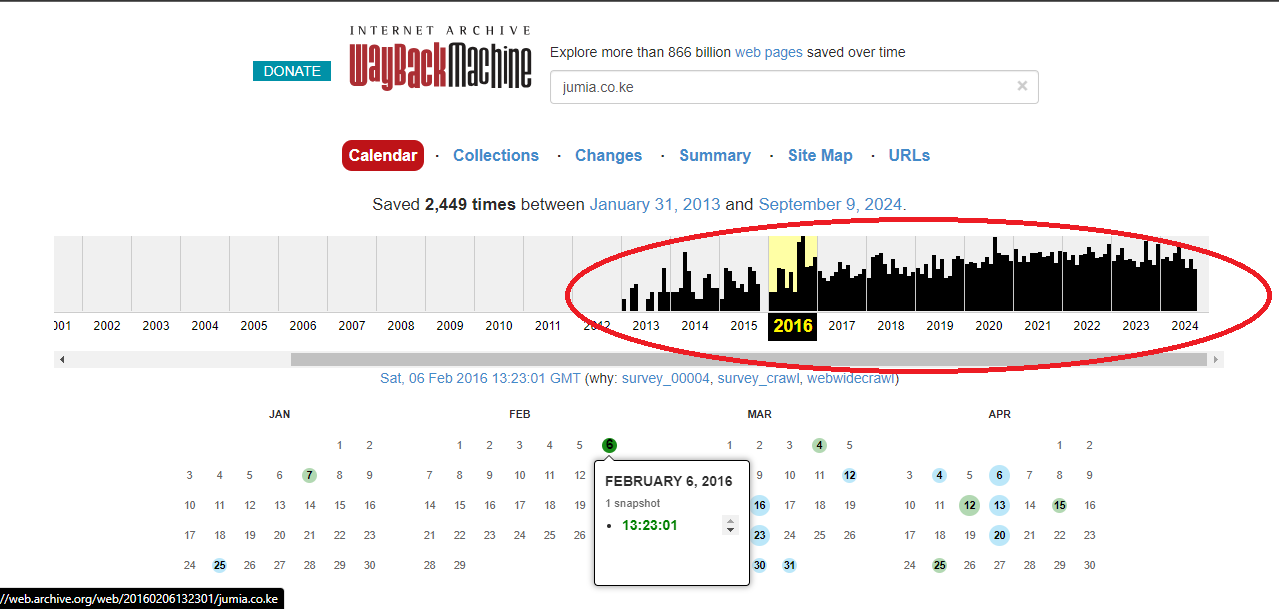 INTERNET ARCHIVE
WayBackMachine
DONATE
Explore more than 866 billion web pages saved over time
jumia.co.ke ×
Calendar · Collections · Changes · Summary · Site Map · URLs
Saved 2,449 times between January 31, 2013 and September 9, 2024.
001 2002 2003 2004 2005 2006 2007 2008 2009 2010 2011 2012 2013 2014 2015 2016 2017 2018 2019 2020 2021 2022 2023 2024
Sat, 06 Feb 2016 13:23:01 GMT (why: survey_00004, survey_crawl, webwidecrawl)
JAN
1 2
3 4 5 6 7 8 9
10 11 12 13 14 15 16
17 18 19 20 21 22 23
24 25 26 27 28 29 30
FEB
1 2 3 4 5 6
7 8 9 10 11 12
14 15 16 17 18 19
21 22 23 24 25 26
28 29
FEBRUARY 6, 2016
1 snapshot
• 13:23:01
MAR
1 2 3 4 5
9 10 11 12
16 17 18 19
23 24 25 26
30 31
APR
1 2
3 4 5 6 7 8 9
10 11 12 13 14 15 16
17 18 19 20 21 22 23
24 25 26 27 28 29 30
//web.archive.org/web/20160206132301/jumia.co.ke